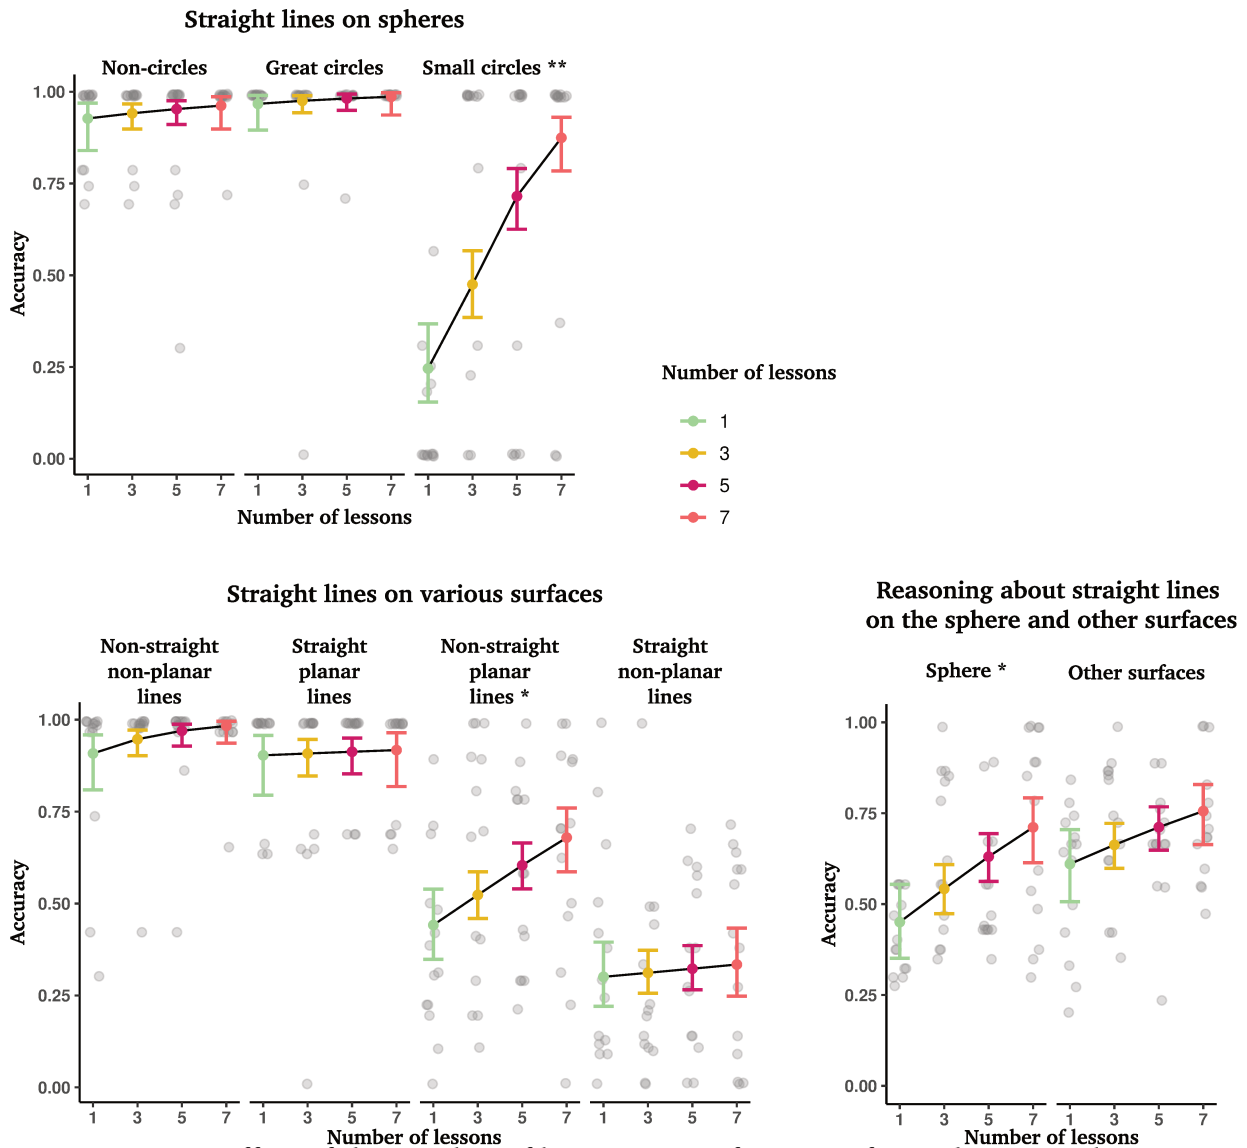 Straight lines on spheres
Non-circles
Great circles
Small circles **
1.00
0.75
0.50
0.25
0.00
Accuracy
1 3 5 7
1 3 5 7
1 3 5 7
Number of lessons
Number of lessons
1
3
5
7
Straight lines on various surfaces
Non-straight
non-planar
lines
Straight
planar
lines
Non-straight
planar
lines *
Straight
non-planar
lines
1.00
0.75
0.50
0.25
0.00
Accuracy
1 3 5 7
1 3 5 7
1 3 5 7
1 3 5 7
Number of lessons
Reasoning about straight lines
on the sphere and other surfaces
Sphere *
Other surfaces
1.00
0.75
0.50
0.25
0.00
Accuracy
1 3 5 7
1 3 5 7
Number of lessons